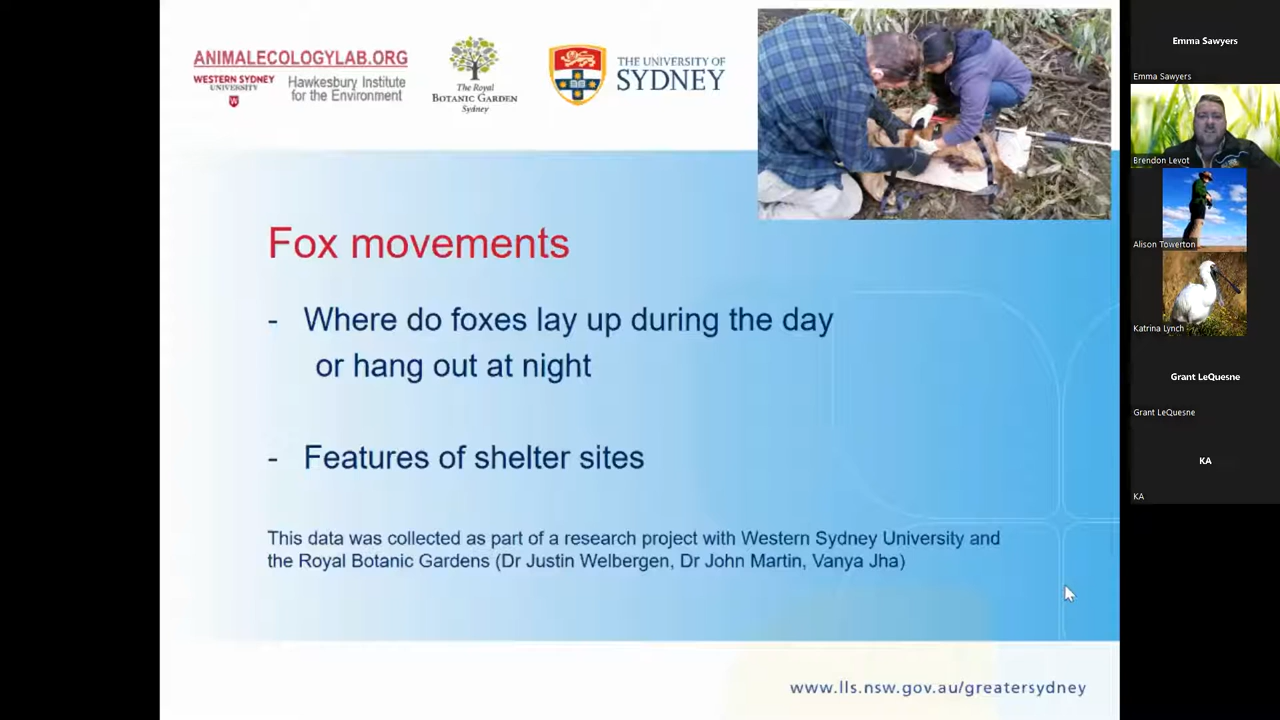 ANIMALECOLOGYLAB.ORG
WESTERN SYDNEY
UNIVERSITY
W
Hawkesbury Institute
for the Environment
The Royal
BOTANIC GARDEN
Sydney
THE UNIVERSITY OF
SYDNEY
Fox movements
- Where do foxes lay up during the day
or hang out at night
- Features of shelter sites
This data was collected as part of a research project with Western Sydney University and
the Royal Botanic Gardens (Dr Justin Welbergen, Dr John Martin, Vanya Jha)
www.lls.nsw.gov.au/greatersydney
Emma Sawyers
Emma Sawyers
Brendon Levot
Alison Towerton
Katrina Lynch
Grant LeQuesne
Grant LeQuesne
KA
KA